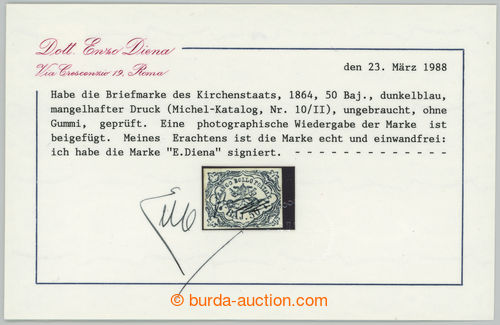 Dott. Enzo Diena
Via Crescenzio 19, Roma
den 23. März 1988
Habe die Briefmarke des Kirchenstaats, 1864, 50 Baj., dunkelblau,
mangelhafter Druck (Michel-Katalog, Nr. 10/II), ungebraucht, ohne
Gummi, geprüft. Eine photographische Wiedergabe der Marke ist
beigefügt. Meines Erachtens ist die Marke echt und einwandfrei:
ich habe die Marke "E.Diena" signiert. - - - - - - - - - - - - - -
BAJ. 50
© burda-auction.com